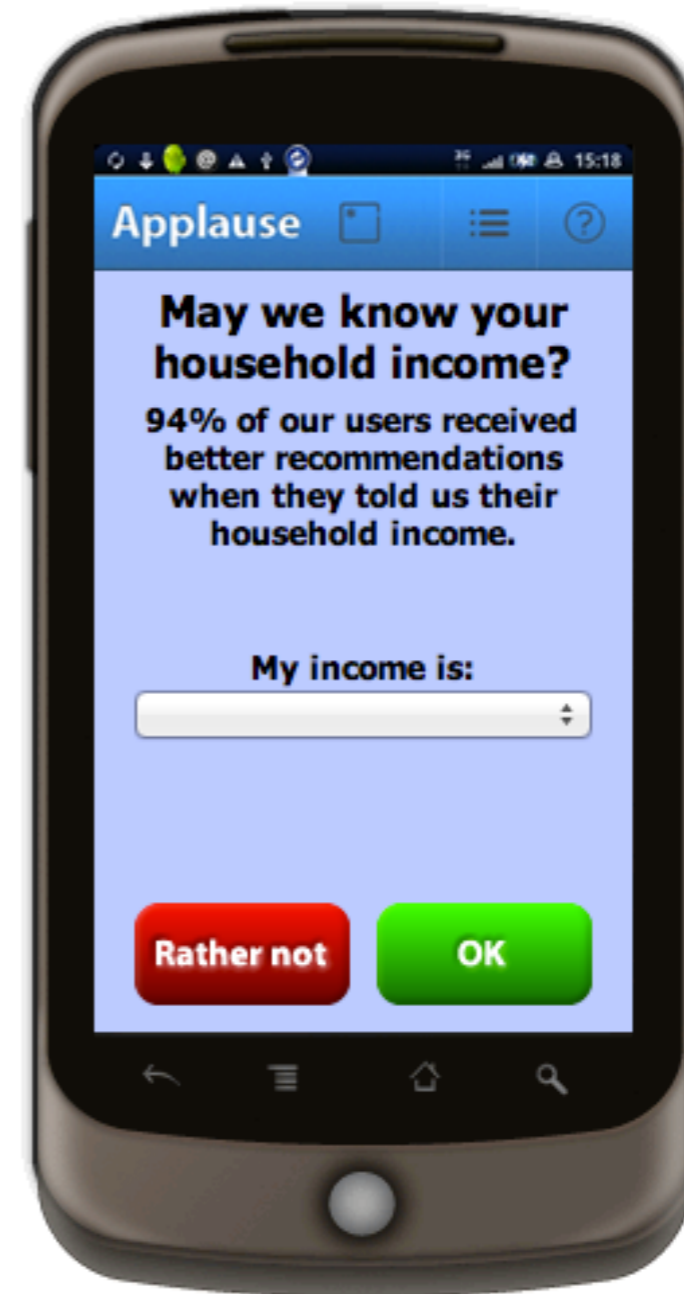 15:18
Applause
May we know your
household income?
94% of our users received
better recommendations
when they told us their
household income.
My income is:
Rather not
OK